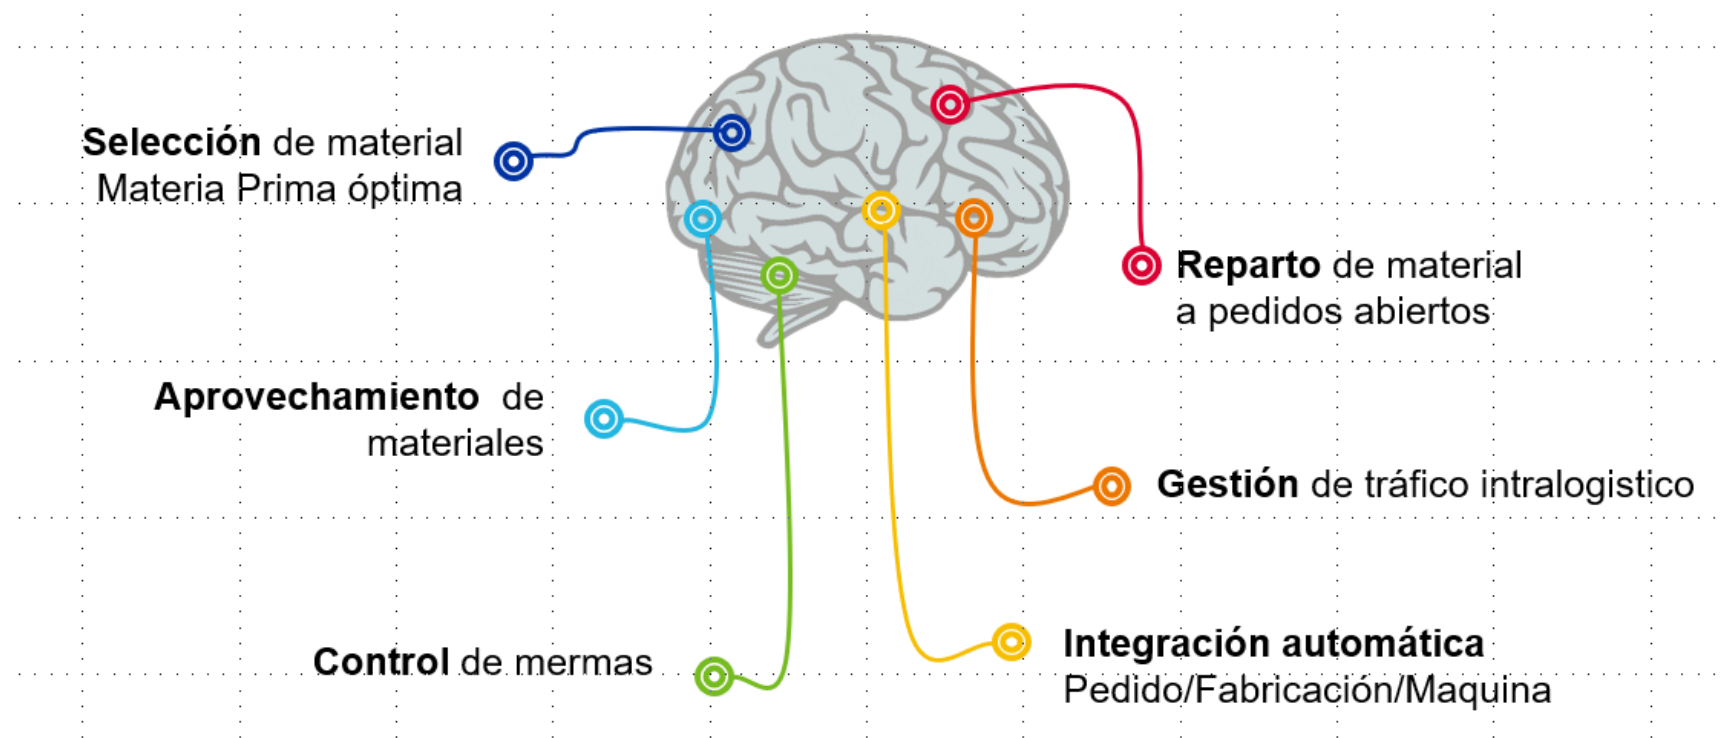 Selección de material
Materia Prima óptima
Reparto de material
a pedidos abiertos
Aprovechamiento de
materiales
Gestión de tráfico intralogistico
Control de mermas
Integración automática
Pedido/Fabricación/Maquina